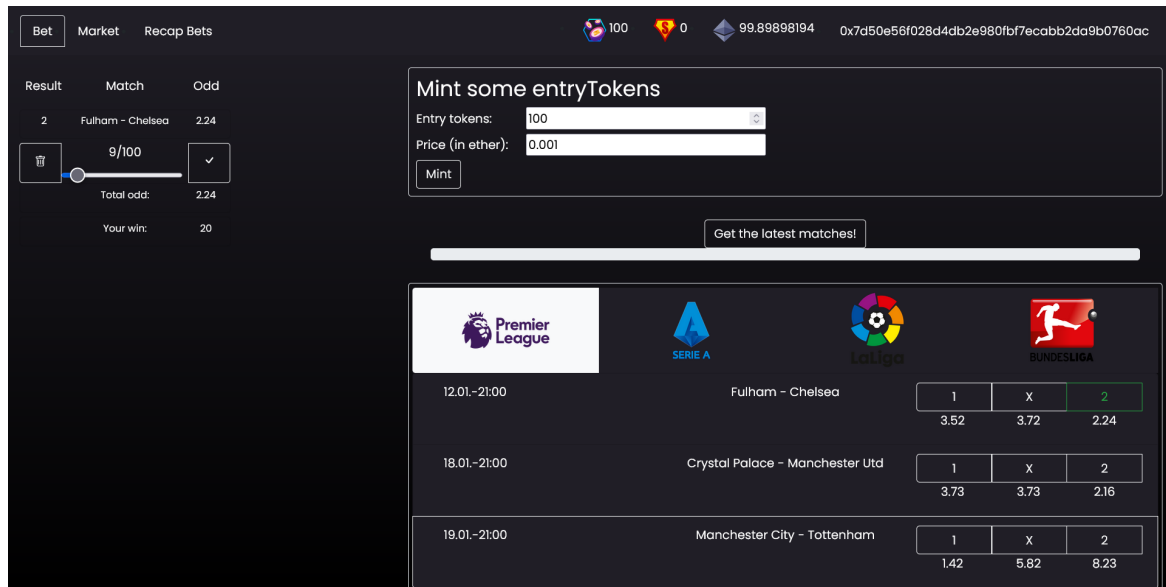 Bet Market Recap Bets 100 S 0 99.89898194 0x7d50e56f028d4db2e980fbf7ecabb2da9b0760ac
Result Match Odd
2 Fulham - Chelsea 2.24
9/100
Total odd: 2.24
Your win: 20
Mint some entryTokens
Entry tokens: 100
Price (in ether): 0.001
Mint
Get the latest matches!
Premier League SERIE A LaLiga BUNDESLIGA
12.01.-21:00 Fulham - Chelsea 1 X 2
3.52 3.72 2.24
18.01.-21:00 Crystal Palace - Manchester Utd 1 X 2
3.73 3.73 2.16
19.01.-21:00 Manchester City - Tottenham 1 X 2
1.42 5.82 8.23